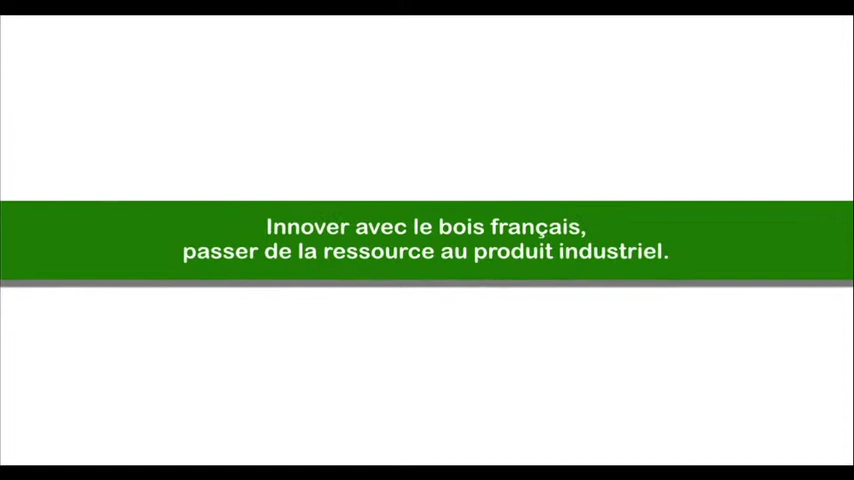 Innover avec le bois français,
passer de la ressource au produit industriel.